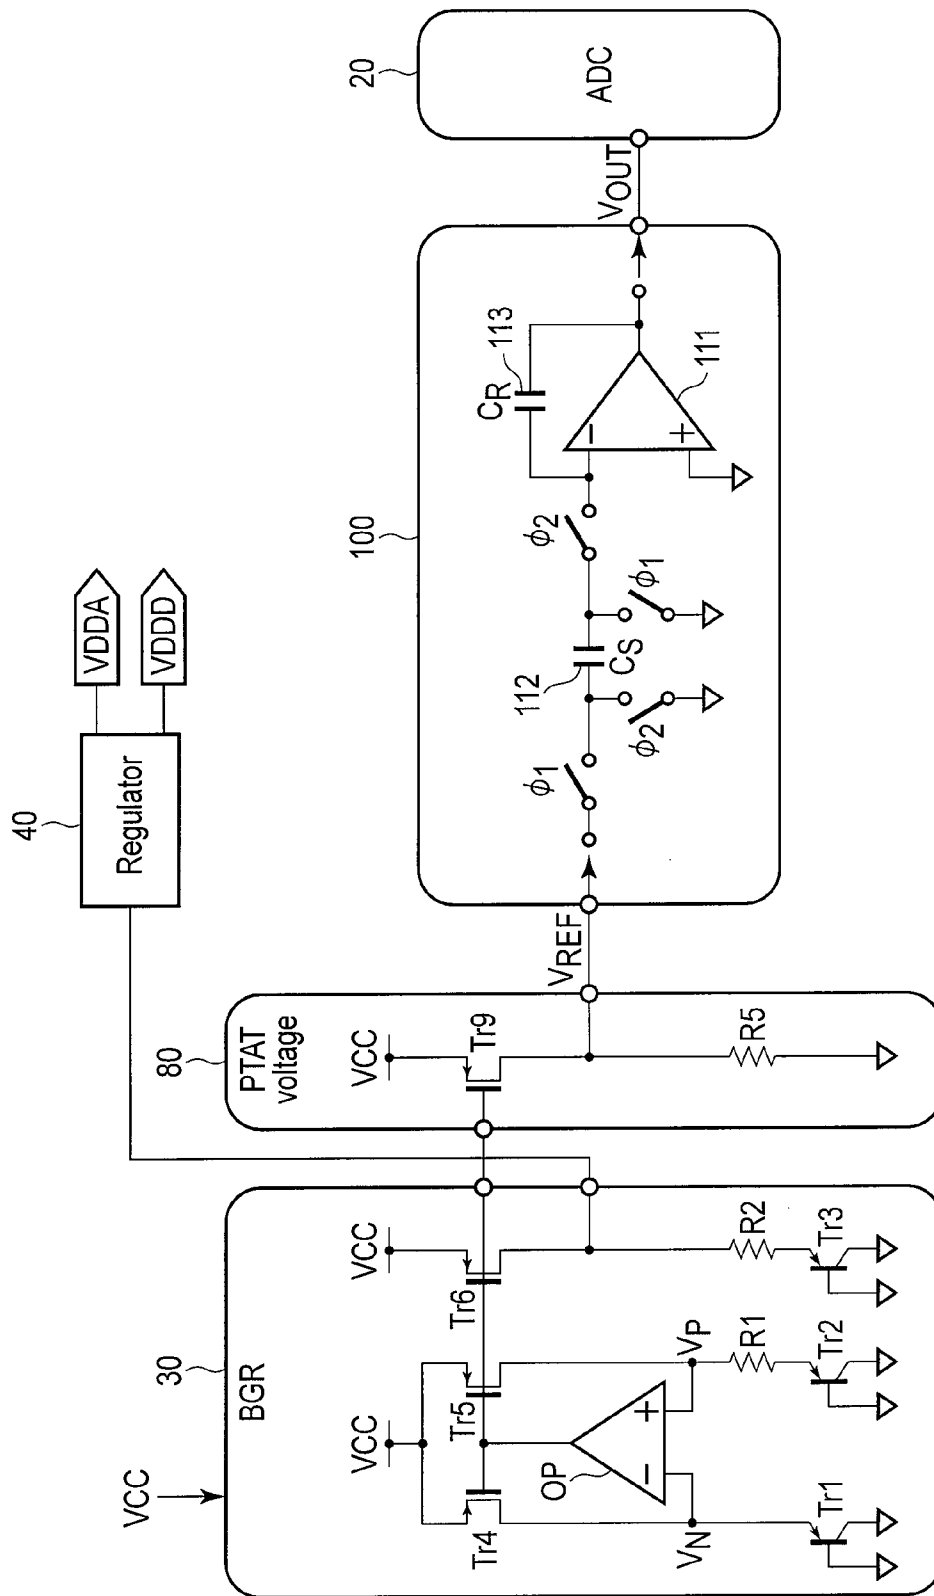 VCC
30
BGR
VCC
Tr4
Tr5
OP
VN
VP
Tr1
R1
Tr2
VCC
Tr6
R2
Tr3
80
PTAT
voltage
VCC
Tr9
R5
40
Regulator
VDDA
VDDD
VREF
100
ϕ1
ϕ2
112
CS
ϕ1
ϕ2
CR
113
−
+
111
VOUT
20
ADC
−
+